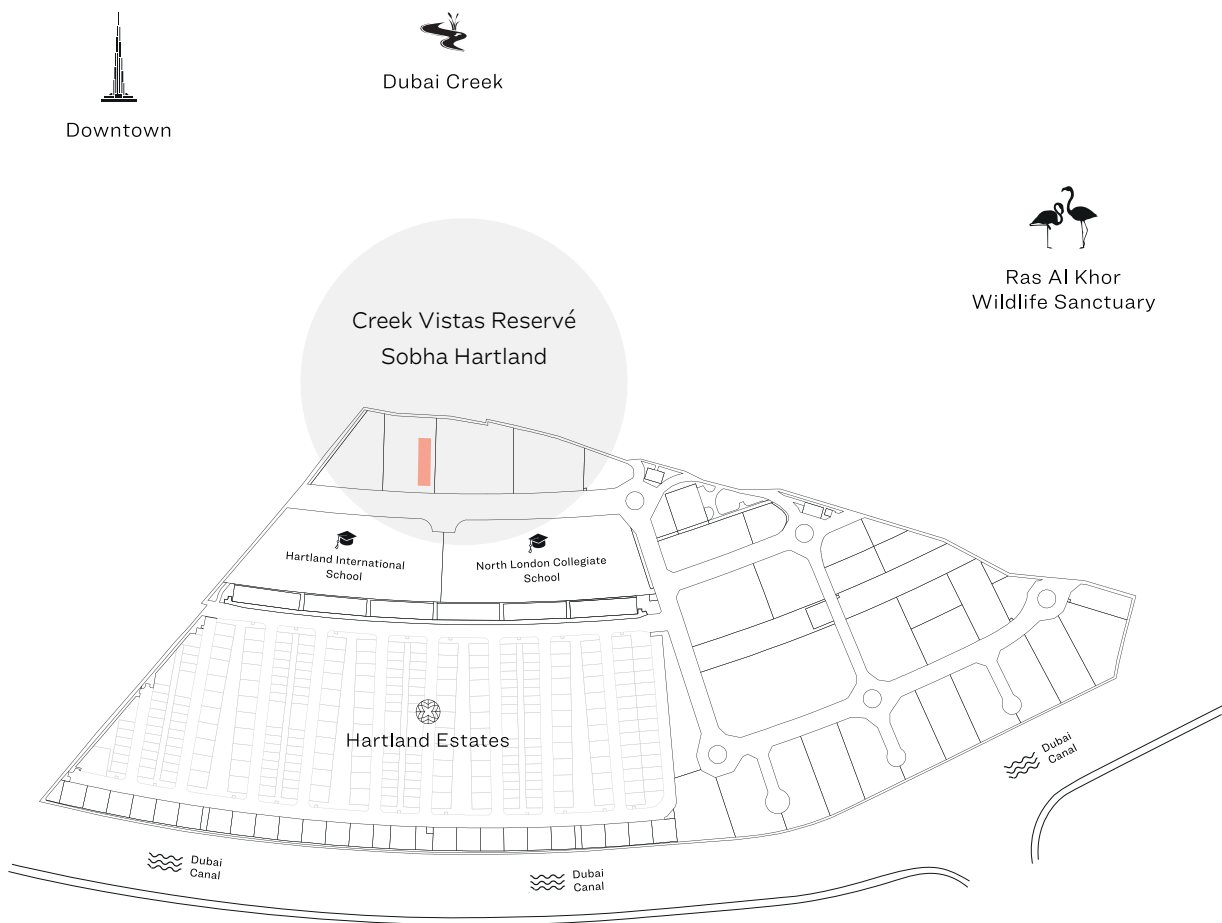 Dubai Creek
Downtown
Ras Al Khor
Wildlife Sanctuary
Creek Vistas Reservé
Sobha Hartland
Hartland International
School
North London Collegiate
School
Hartland Estates
Dubai
Canal
Dubai
Canal
Dubai
Canal